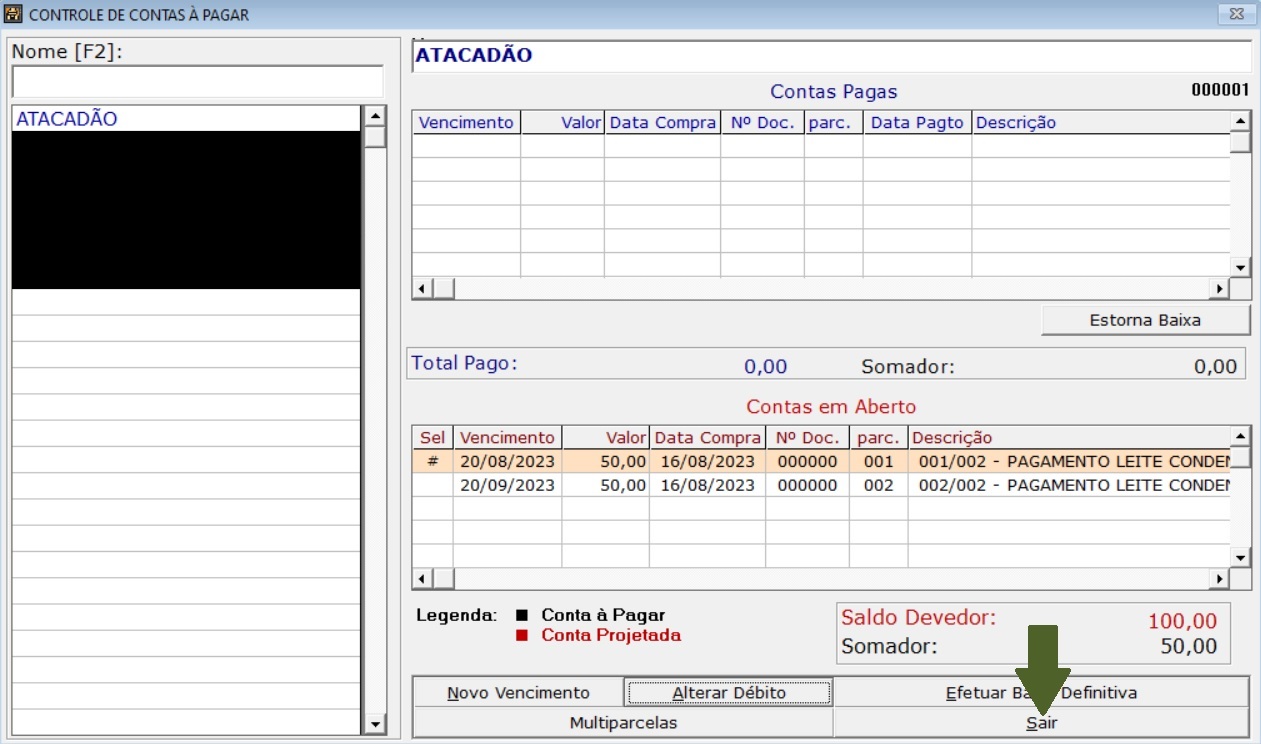 CONTROLE DE CONTAS À PAGAR
Nome [F2]:
ATACADÃO
ATACADÃO
Contas Pagas
000001
Vencimento Valor Data Compra Nº Doc. parc. Data Pagto Descrição
Estorna Baixa
Total Pago: 0,00 Somador: 0,00
Contas em Aberto
Sel Vencimento Valor Data Compra Nº Doc. parc. Descrição
# 20/08/2023 50,00 16/08/2023 000000 001 001/002 - PAGAMENTO LEITE CONDEN
20/09/2023 50,00 16/08/2023 000000 002 002/002 - PAGAMENTO LEITE CONDEN
Legenda: Conta à Pagar
Conta Projetada
Saldo Devedor: 100,00
Somador: 50,00
Novo Vencimento Alterar Débito Efetuar Ba Definitiva
Multiparcelas Sair